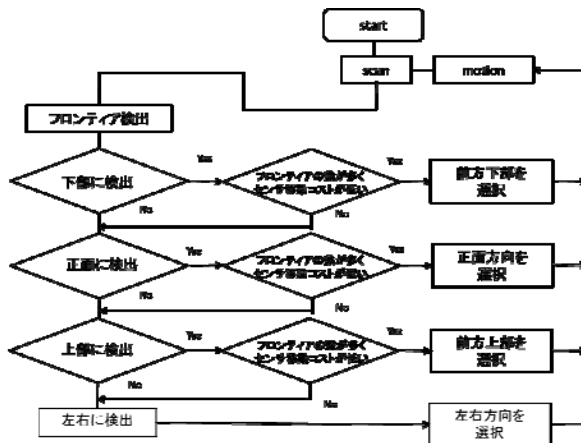 start
scan
motion
フロンティア検出
下部に検出
Yes
フロンティアの数が多く
センサ移動コストが低い
Yes
前方下部を
選択
No
No
正面に検出
Yes
フロンティアの数が多く
センサ移動コストが低い
Yes
正面方向を
選択
No
No
上部に検出
Yes
フロンティアの数が多く
センサ移動コストが低い
Yes
前方上部を
選択
No
No
左右に検出
左右方向を
選択